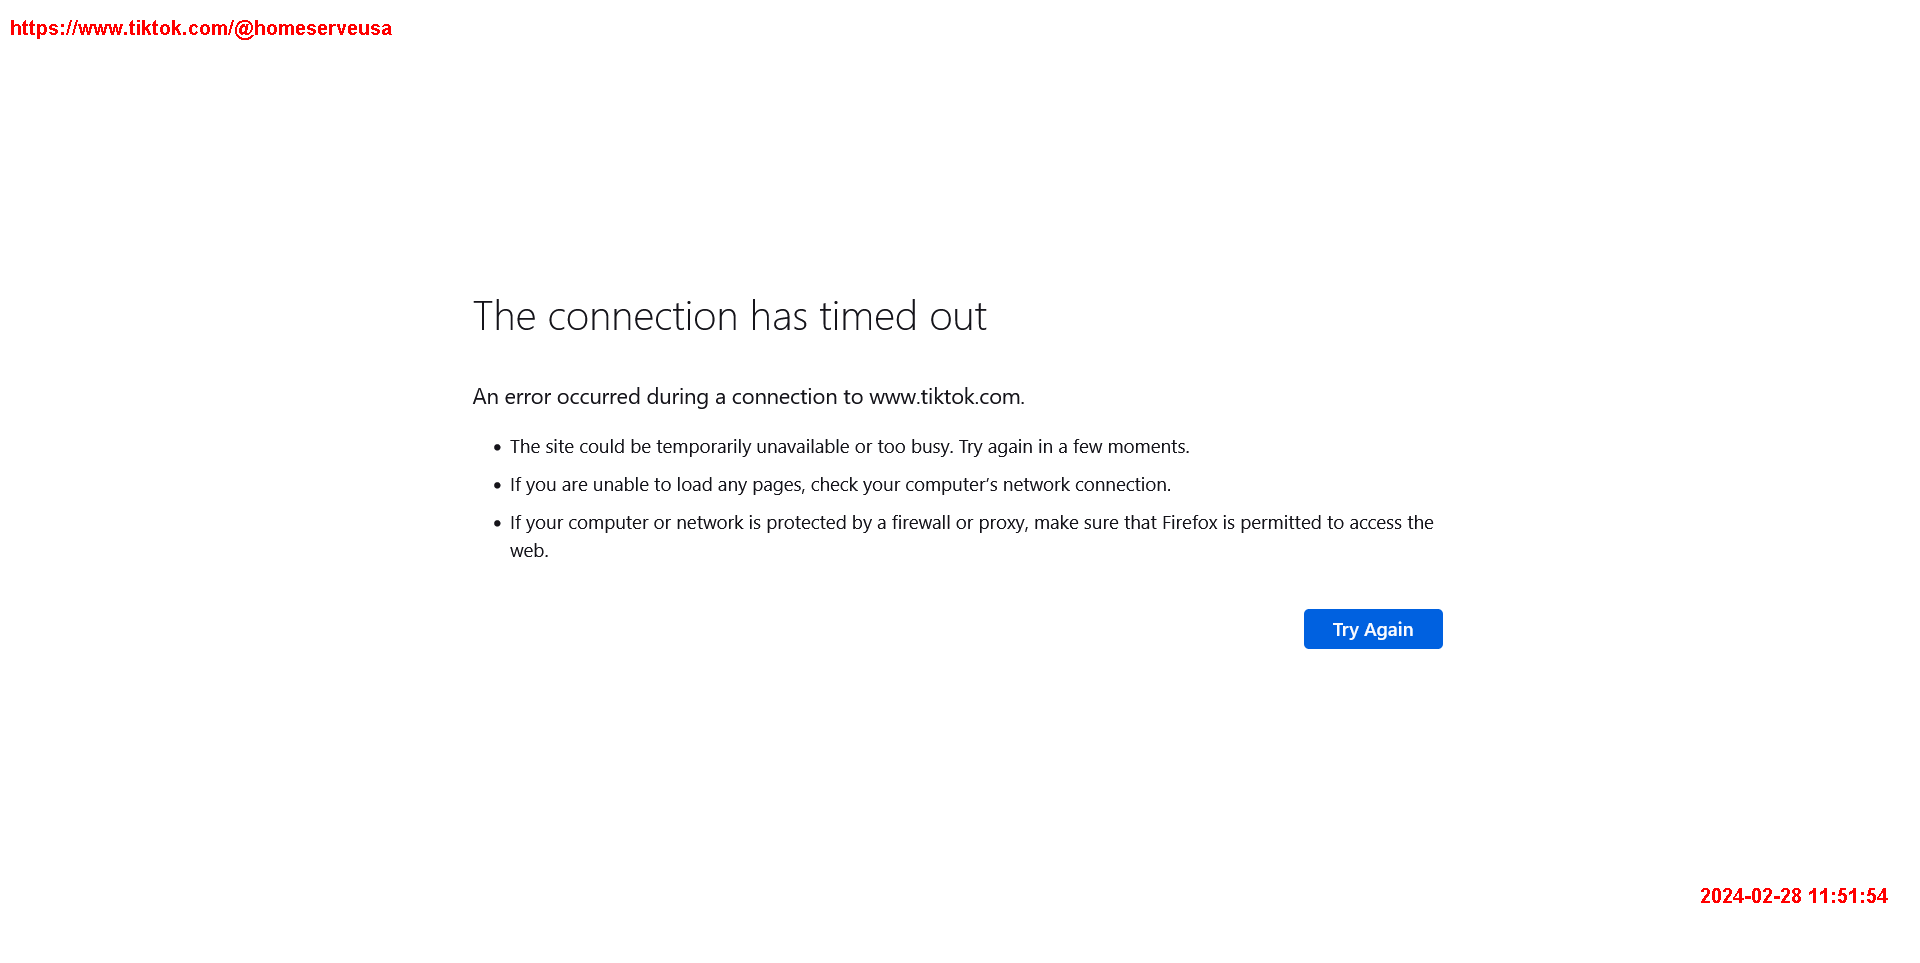 https://www.tiktok.com/@homeserveusa
The connection has timed out
An error occurred during a connection to www.tiktok.com.
• The site could be temporarily unavailable or too busy. Try again in a few moments.
• If you are unable to load any pages, check your computer’s network connection.
• If your computer or network is protected by a firewall or proxy, make sure that Firefox is permitted to access the
web.
Try Again
2024-02-28 11:51:54